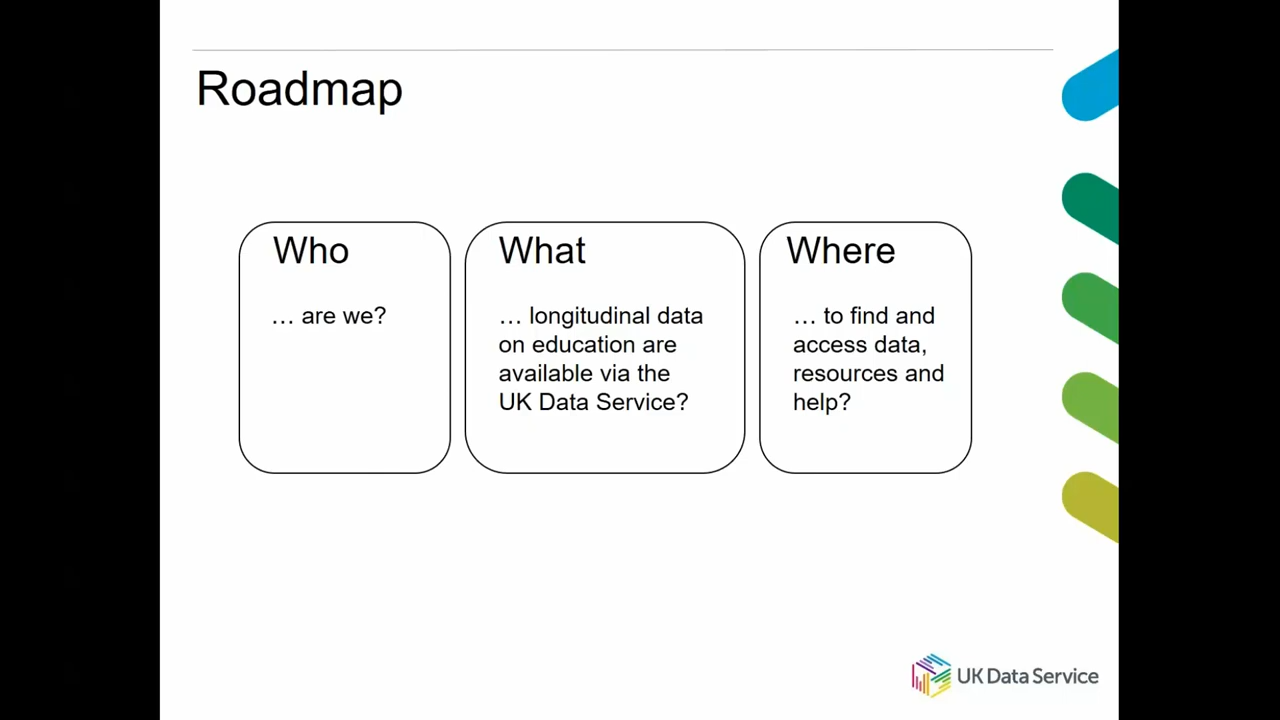 Roadmap
Who
… are we?
What
… longitudinal data
on education are
available via the
UK Data Service?
Where
… to find and
access data,
resources and
help?
UK Data Service